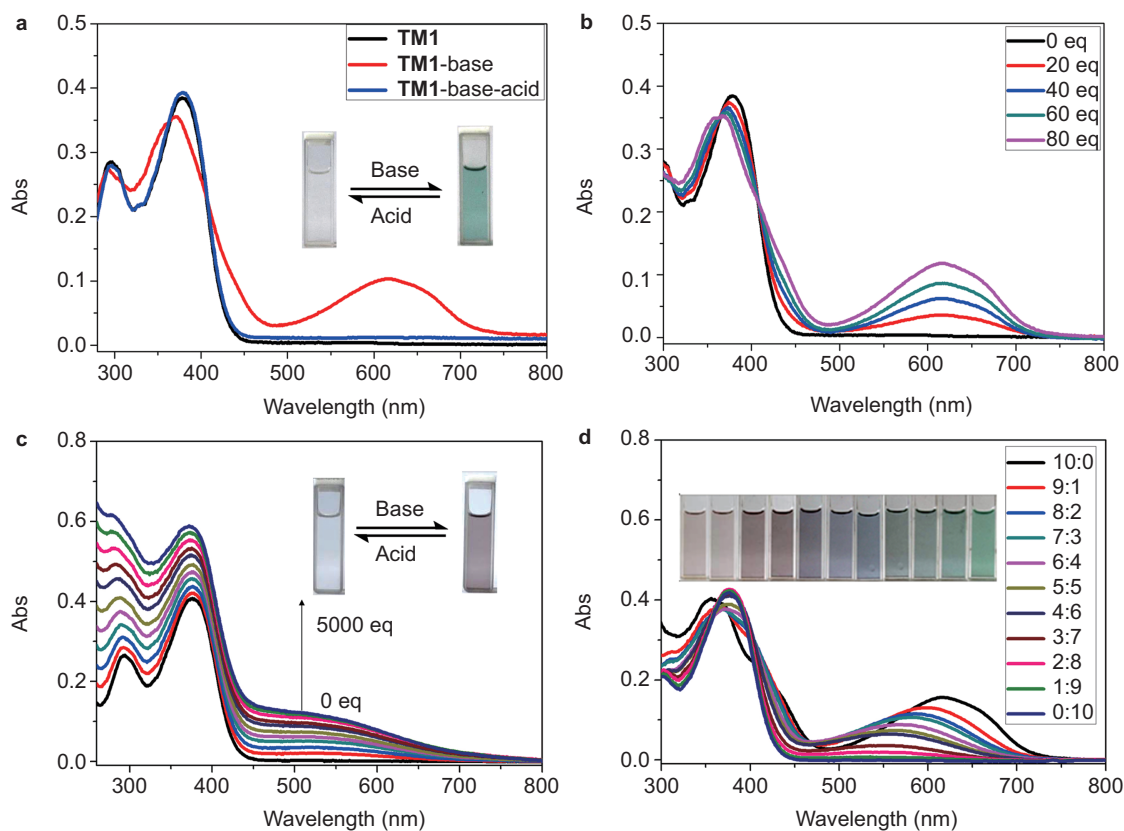 a
Abs
0.5
0.4
0.3
0.2
0.1
0.0
TM1
TM1-base
TM1-base-acid
Base
Acid
300 400 500 600 700 800
Wavelength (nm)
b
Abs
0.5
0.4
0.3
0.2
0.1
0.0
0 eq
20 eq
40 eq
60 eq
80 eq
300 400 500 600 700 800
Wavelength (nm)
c
Abs
0.8
0.6
0.4
0.2
0.0
Base
Acid
5000 eq
0 eq
300 400 500 600 700 800
Wavelength (nm)
d
Abs
0.8
0.6
0.4
0.2
0.0
10:0
9:1
8:2
7:3
6:4
5:5
4:6
3:7
2:8
1:9
0:10
300 400 500 600 700 800
Wavelength (nm)